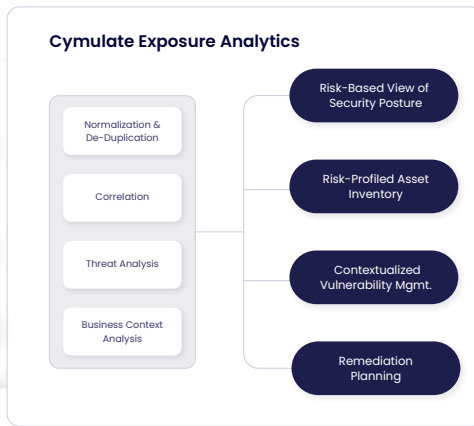 Cymulate Exposure Analytics
Normalization &
De-Duplication
Correlation
Threat Analysis
Business Context
Analysis
Risk-Based View of
Security Posture
Risk-Profiled Asset
Inventory
Contextualized
Vulnerability Mgmt.
Remediation
Planning